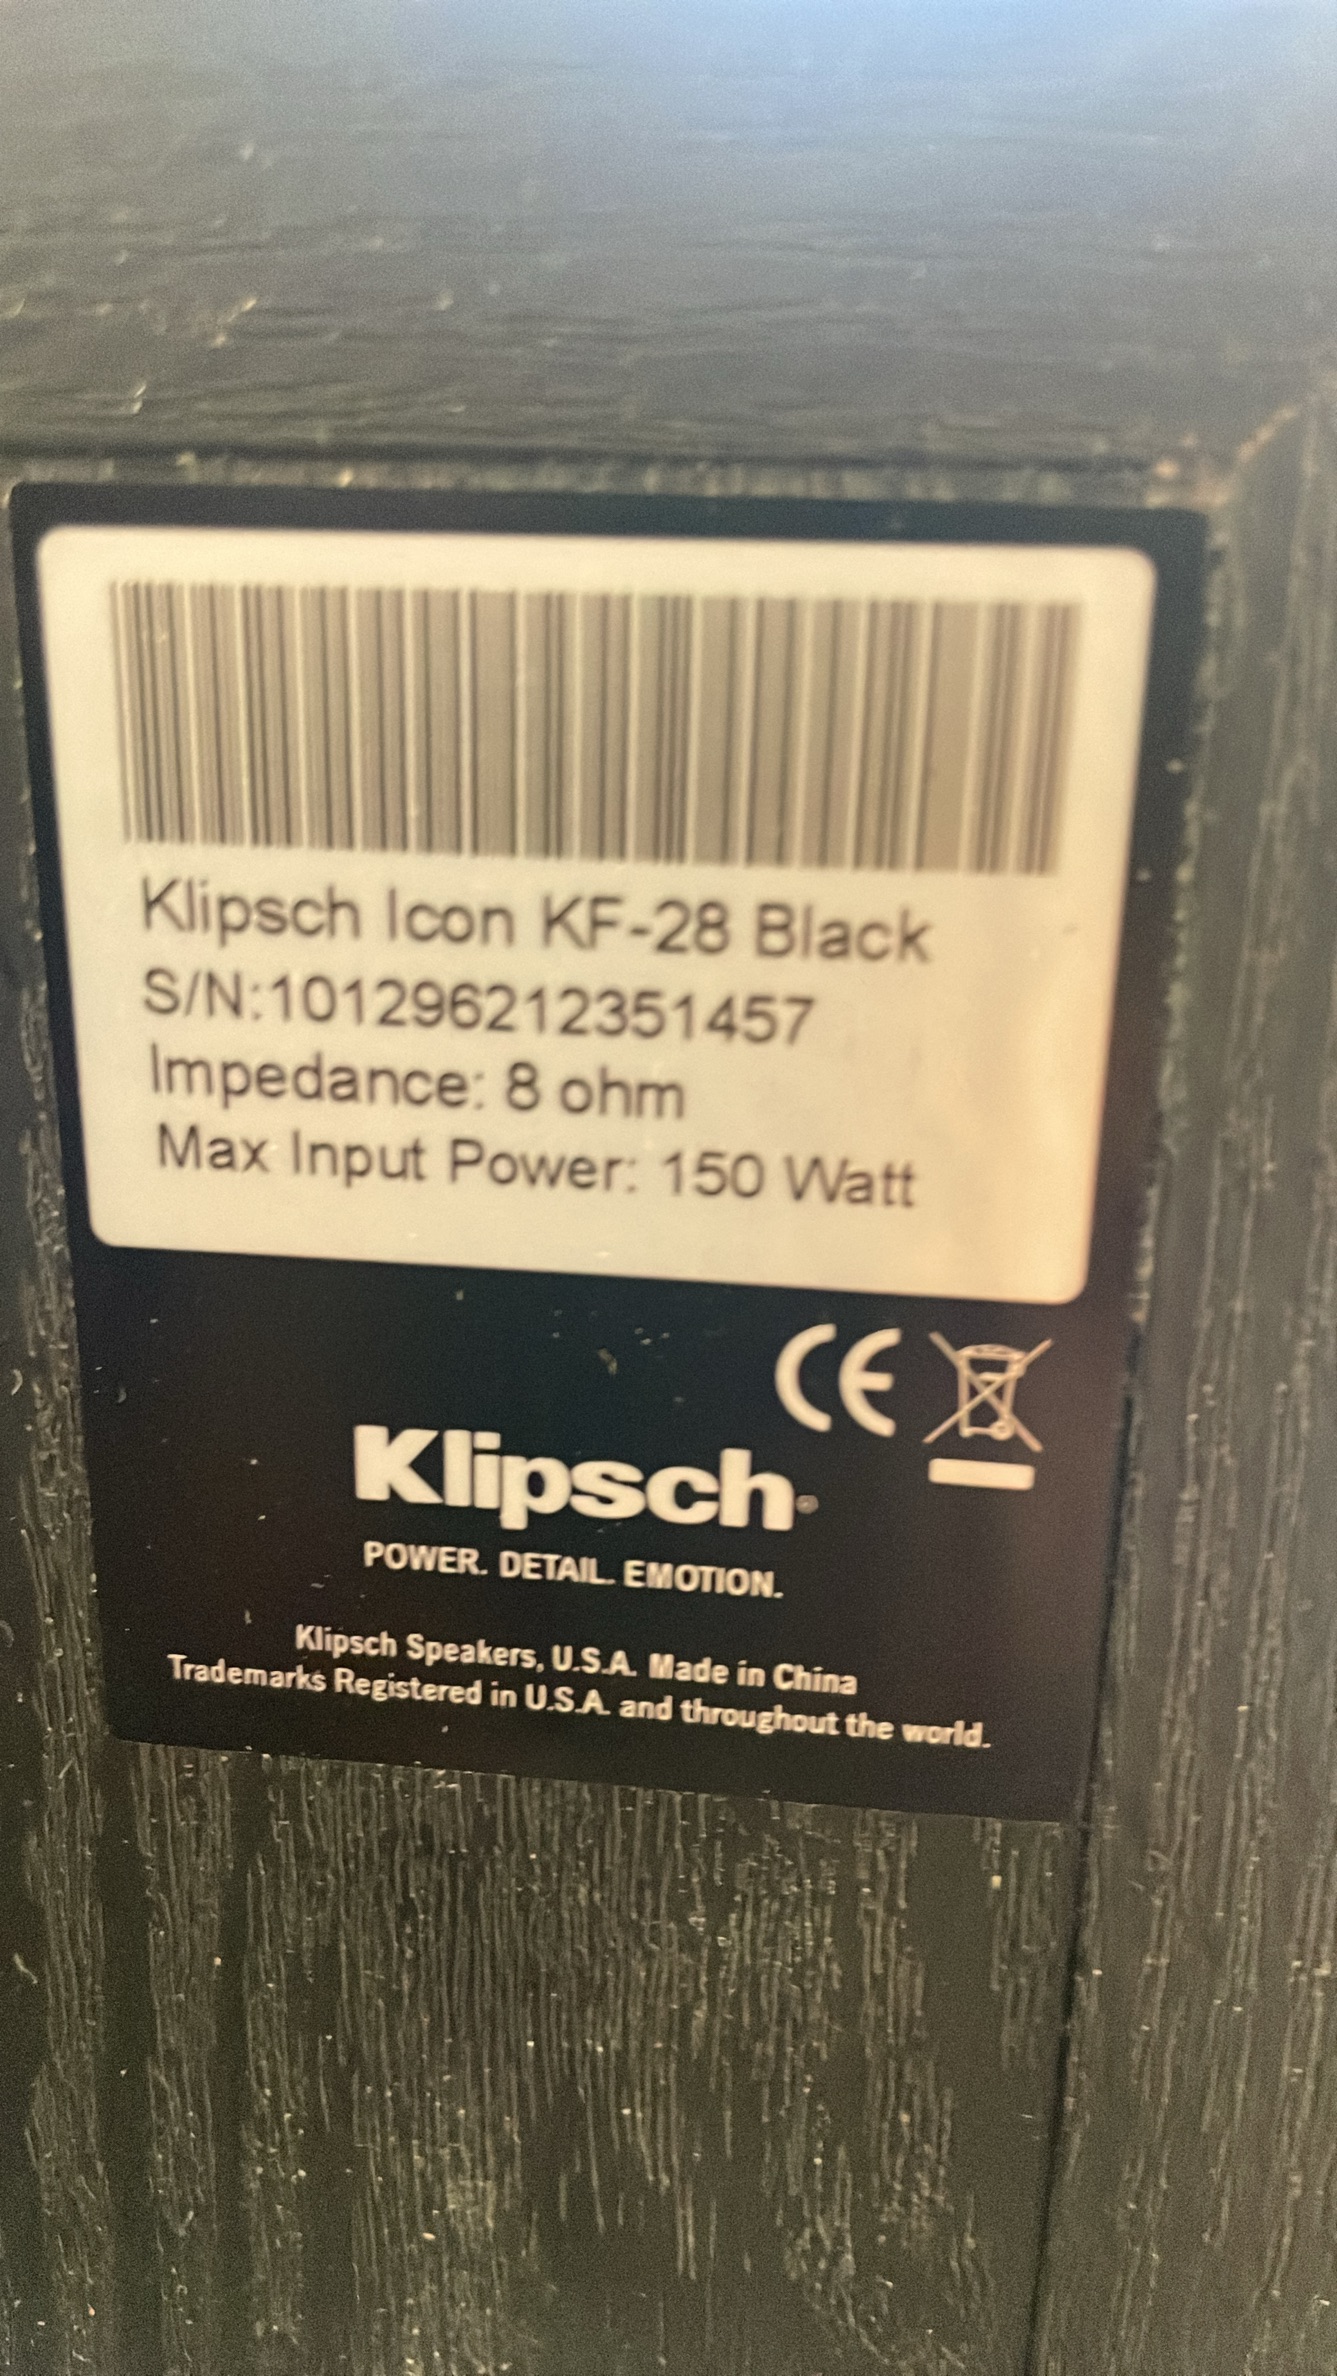 Klipsch Icon KF-28 Black
S/N:101296212351457
Impedance: 8 ohm
Max Input Power: 150 Watt
CE
Klipsch®
POWER. DETAIL. EMOTION.
Klipsch Speakers, U.S.A. Made in China
Trademarks Registered in U.S.A. and throughout the world.